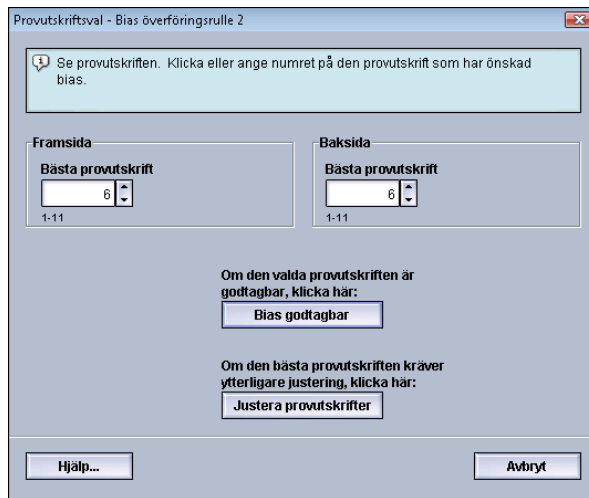 Provutskriftsval - Bias överföringsrulle 2
Se provutskriften. Klicka eller ange numret på den provutskrift som har önskad
bias.
Framsida
Bästa provutskrift
6
1-11
Baksida
Bästa provutskrift
6
1-11
Om den valda provutskriften är
godtagbar, klicka här:
Bias godtagbar
Om den bästa provutskriften kräver
ytterligare justering, klicka här:
Justera provutskrifter
Hjälp...
Avbryt